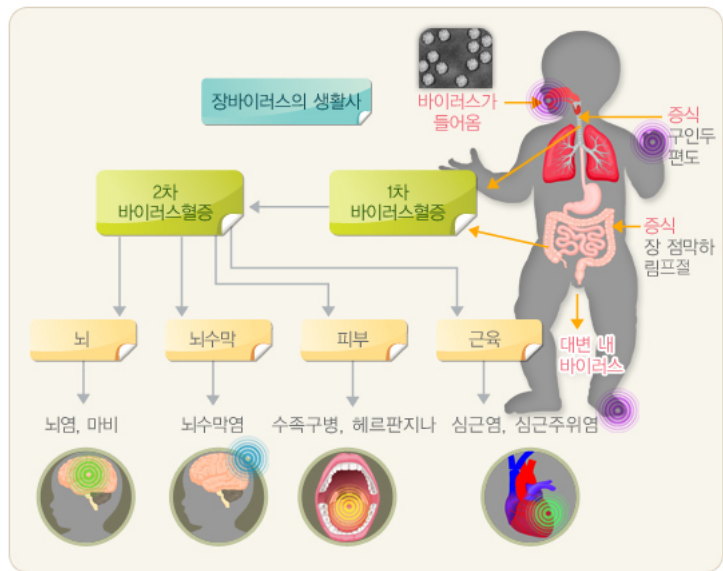 장바이러스의 생활사
바이러스가
들어옴
증식
구인두
편도
2차
바이러스혈증
1차
바이러스혈증
증식
장 점막하
림프절
대변 내
바이러스
뇌
뇌수막
피부
근육
뇌염, 마비
뇌수막염
수족구병, 헤르판지나
심근염, 심근주위염